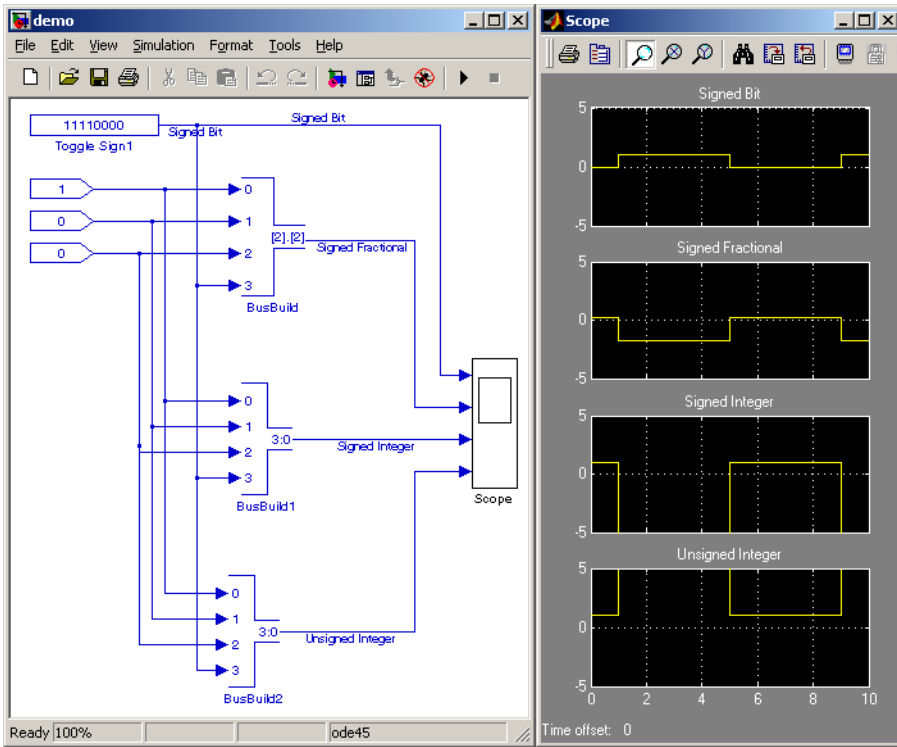 demo
File Edit View Simulation Format Tools Help
11110000
Signed Bit
Signed Bit
Toggle Sign1
1
0
0
0
1
[2].[2]
Signed Fractional
2
3
BusBuild
0
1
3:0
Signed Integer
2
3
BusBuild1
Scope
0
1
3:0
Unsigned Integer
2
3
BusBuild2
Ready 100% ode45
Scope
Signed Bit
5
0
-5
Signed Fractional
5
0
-5
Signed Integer
5
0
-5
Unsigned Integer
5
0
-5
0 2 4 6 8 10
Time offset: 0